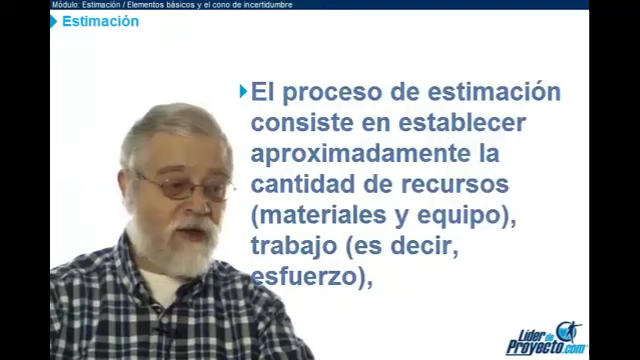 Módulo: Estimación / Elementos básicos y el cono de incertidumbre
Estimación
El proceso de estimación
consiste en establecer
aproximadamente la
cantidad de recursos
(materiales y equipo),
trabajo (es decir,
esfuerzo),
Líder de
Proyecto.com